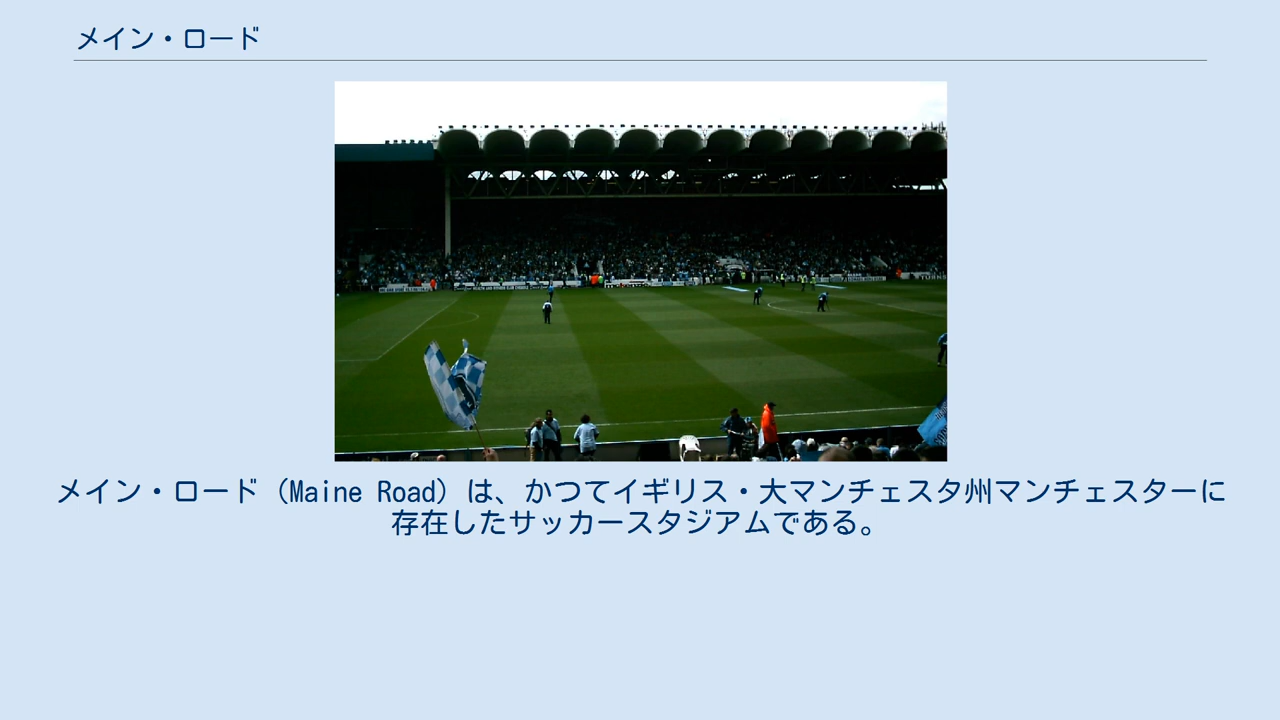 メイン・ロード
メイン・ロード (Maine Road) は、かつてイギリス・大マンチェスタ州マンチェスターに
存在したサッカースタジアムである。